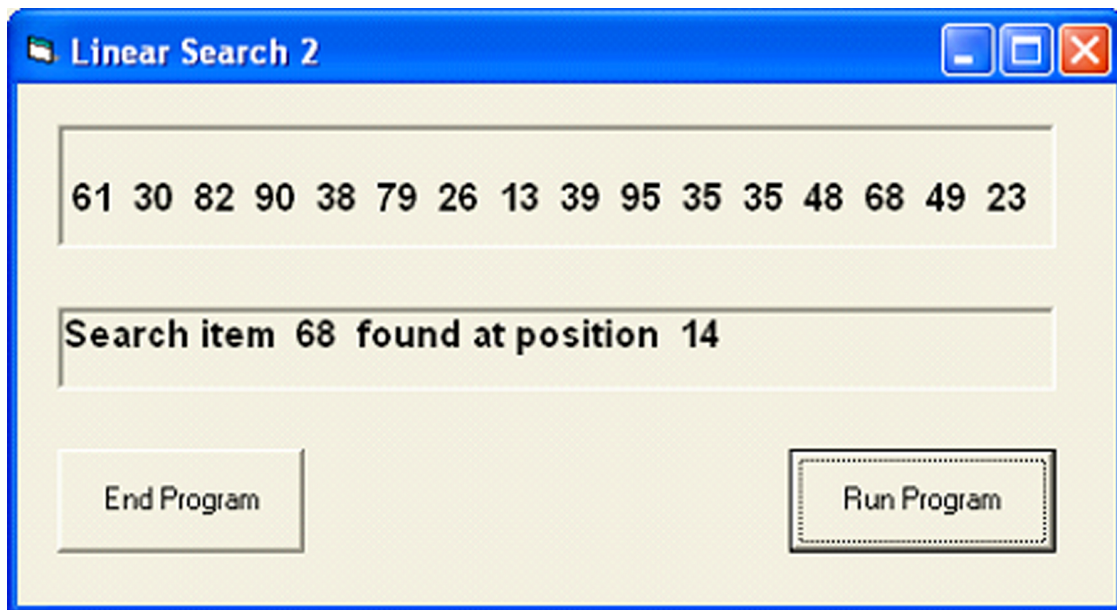 Linear Search 2
61 30 82 90 38 79 26 13 39 95 35 35 48 68 49 23
Search item 68 found at position 14
End Program
Run Program